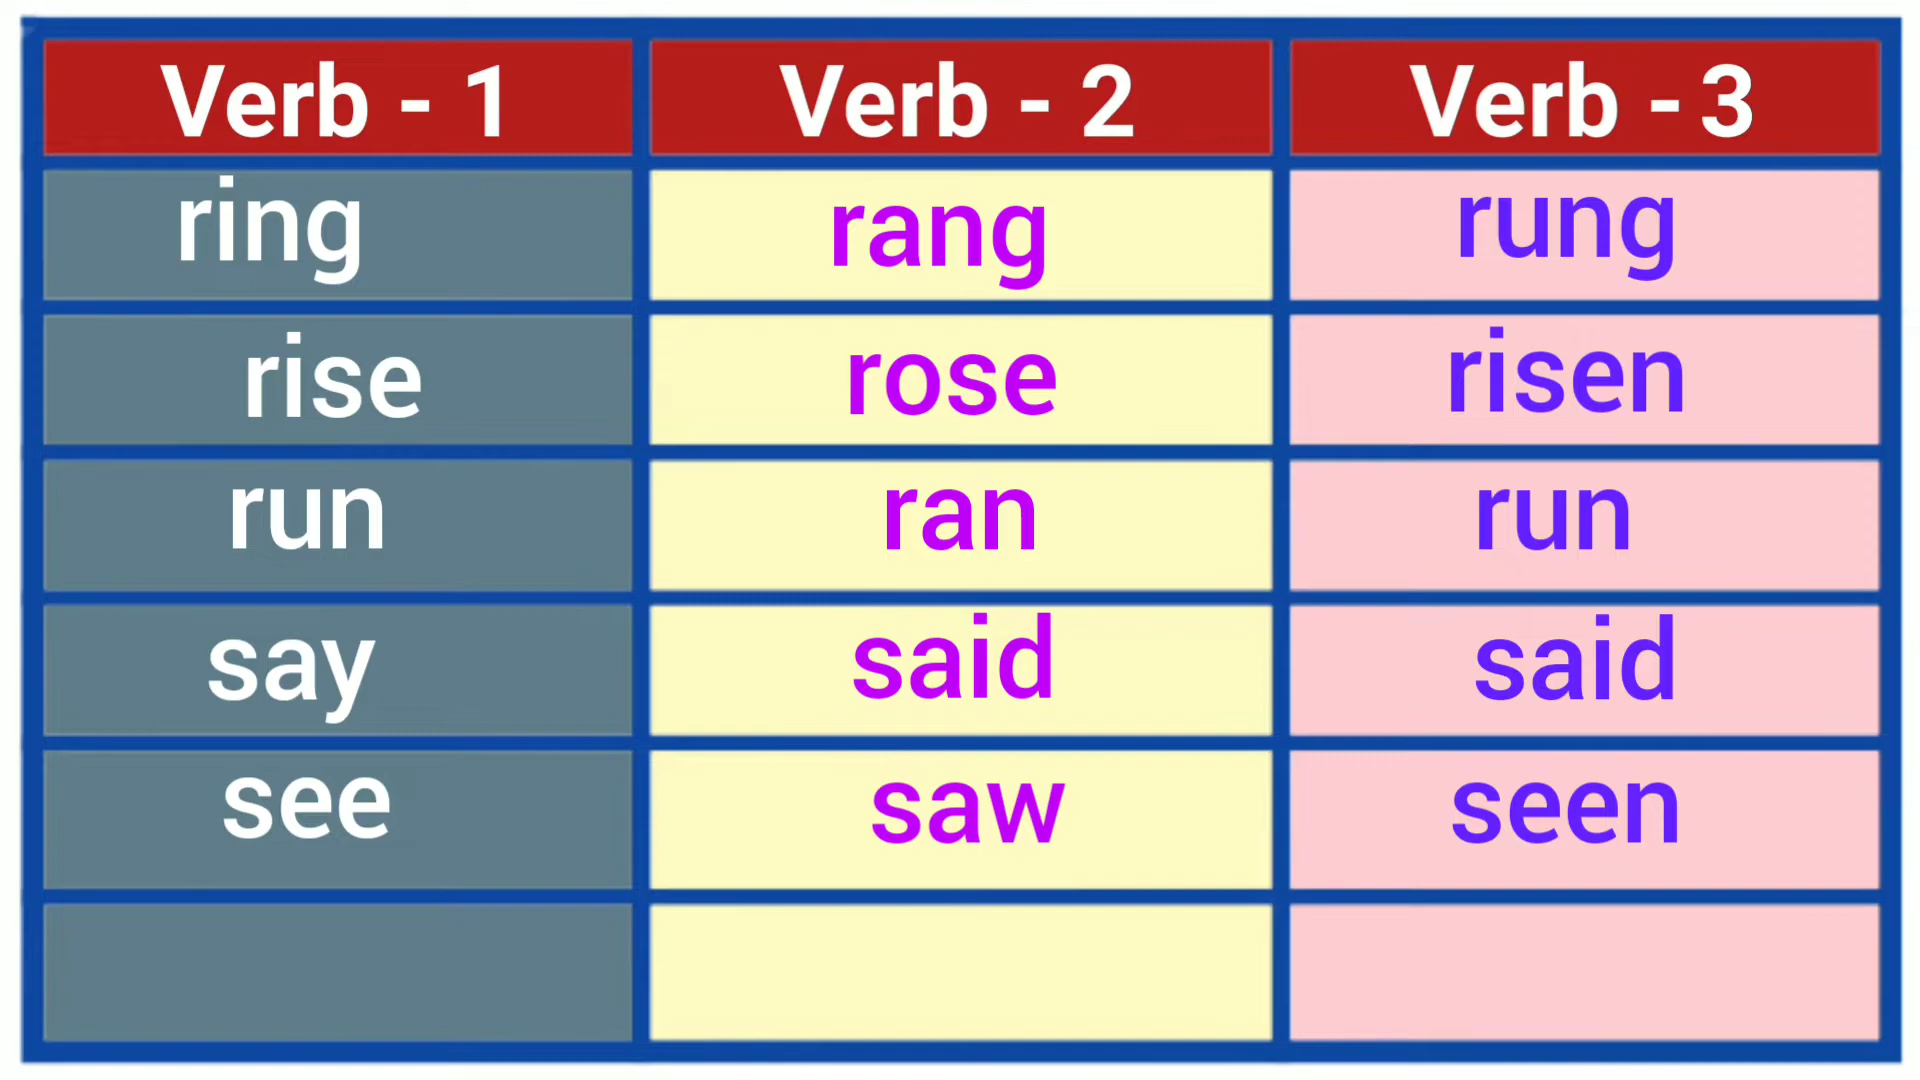 Verb - 1 Verb - 2 Verb - 3
ring rang rung
rise rose risen
run ran run
say said said
see saw seen